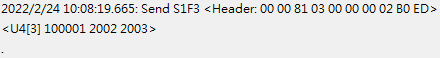 2022/2/24 10:08:19.665: Send S1F3 <Header: 00 00 81 03 00 00 00 02 B0 ED>
<U4[3] 100001 2002 2003>
.